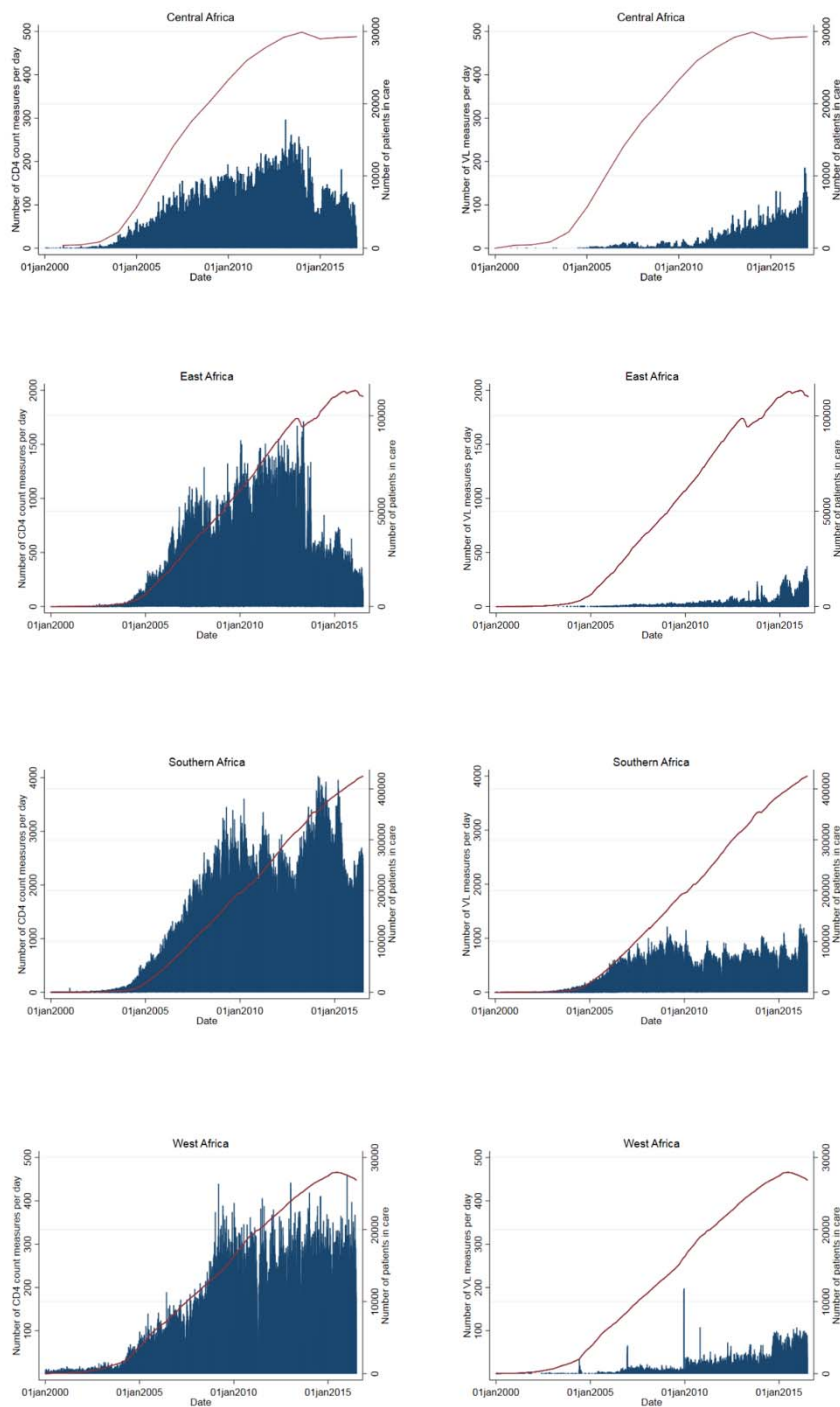 Central Africa
Number of CD4 count measures per day
0 100 200 300 400 500
Number of patients in care
0 10000 20000 30000
01jan2000 01jan2005 01jan2010 01jan2015
Date
Central Africa
Number of VL measures per day
0 100 200 300 400 500
Number of patients in care
0 10000 20000 30000
01jan2000 01jan2005 01jan2010 01jan2015
Date
East Africa
Number of CD4 count measures per day
0 500 1000 1500 2000
Number of patients in care
0 50000 100000
01jan2000 01jan2005 01jan2010 01jan2015
Date
East Africa
Number of VL measures per day
0 500 1000 1500 2000
Number of patients in care
0 50000 100000
01jan2000 01jan2005 01jan2010 01jan2015
Date
Southern Africa
Number of CD4 count measures per day
0 1000 2000 3000 4000
Number of patients in care
0 100000 200000 300000 400000
01jan2000 01jan2005 01jan2010 01jan2015
Date
Southern Africa
Number of VL measures per day
0 1000 2000 3000 4000
Number of patients in care
0 100000 200000 300000 400000
01jan2000 01jan2005 01jan2010 01jan2015
Date
West Africa
Number of CD4 count measures per day
100 200 300 400 500
Number of patients in care
0 10000 20000 30000
01jan2000 01jan2005 01jan2010 01jan2015
Date
West Africa
Number of VL measures per day
100 200 300 400 500
Number of patients in care
0 10000 20000 30000
01jan2000 01jan2005 01jan2010 01jan2015
Date